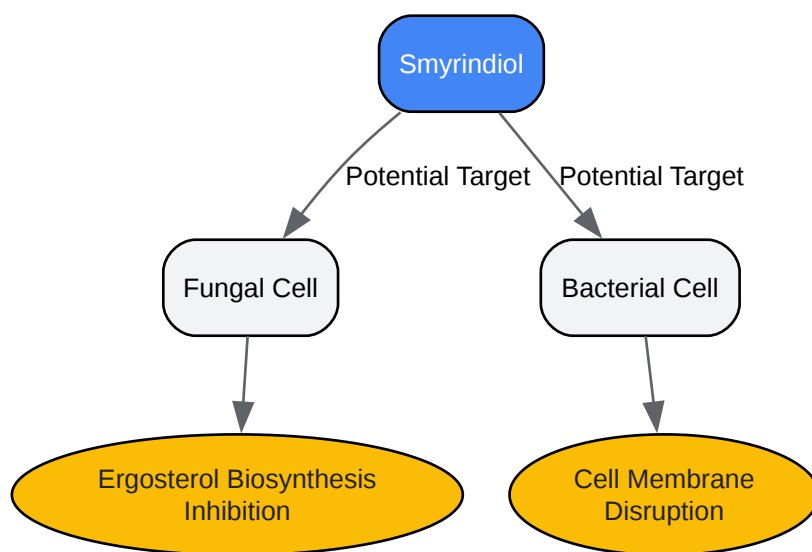 Smyrindiol
Potential Target
Potential Target
Fungal Cell
Bacterial Cell
Ergosterol Biosynthesis
Inhibition
Cell Membrane
Disruption